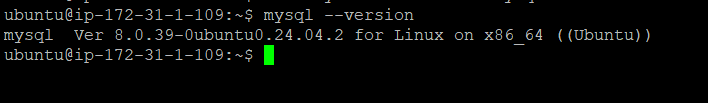 ubuntu@ip-172-31-1-109:~$ mysql --version
mysql  Ver 8.0.39-0ubuntu0.24.04.2 for Linux on x86_64 ((Ubuntu))
ubuntu@ip-172-31-1-109:~$